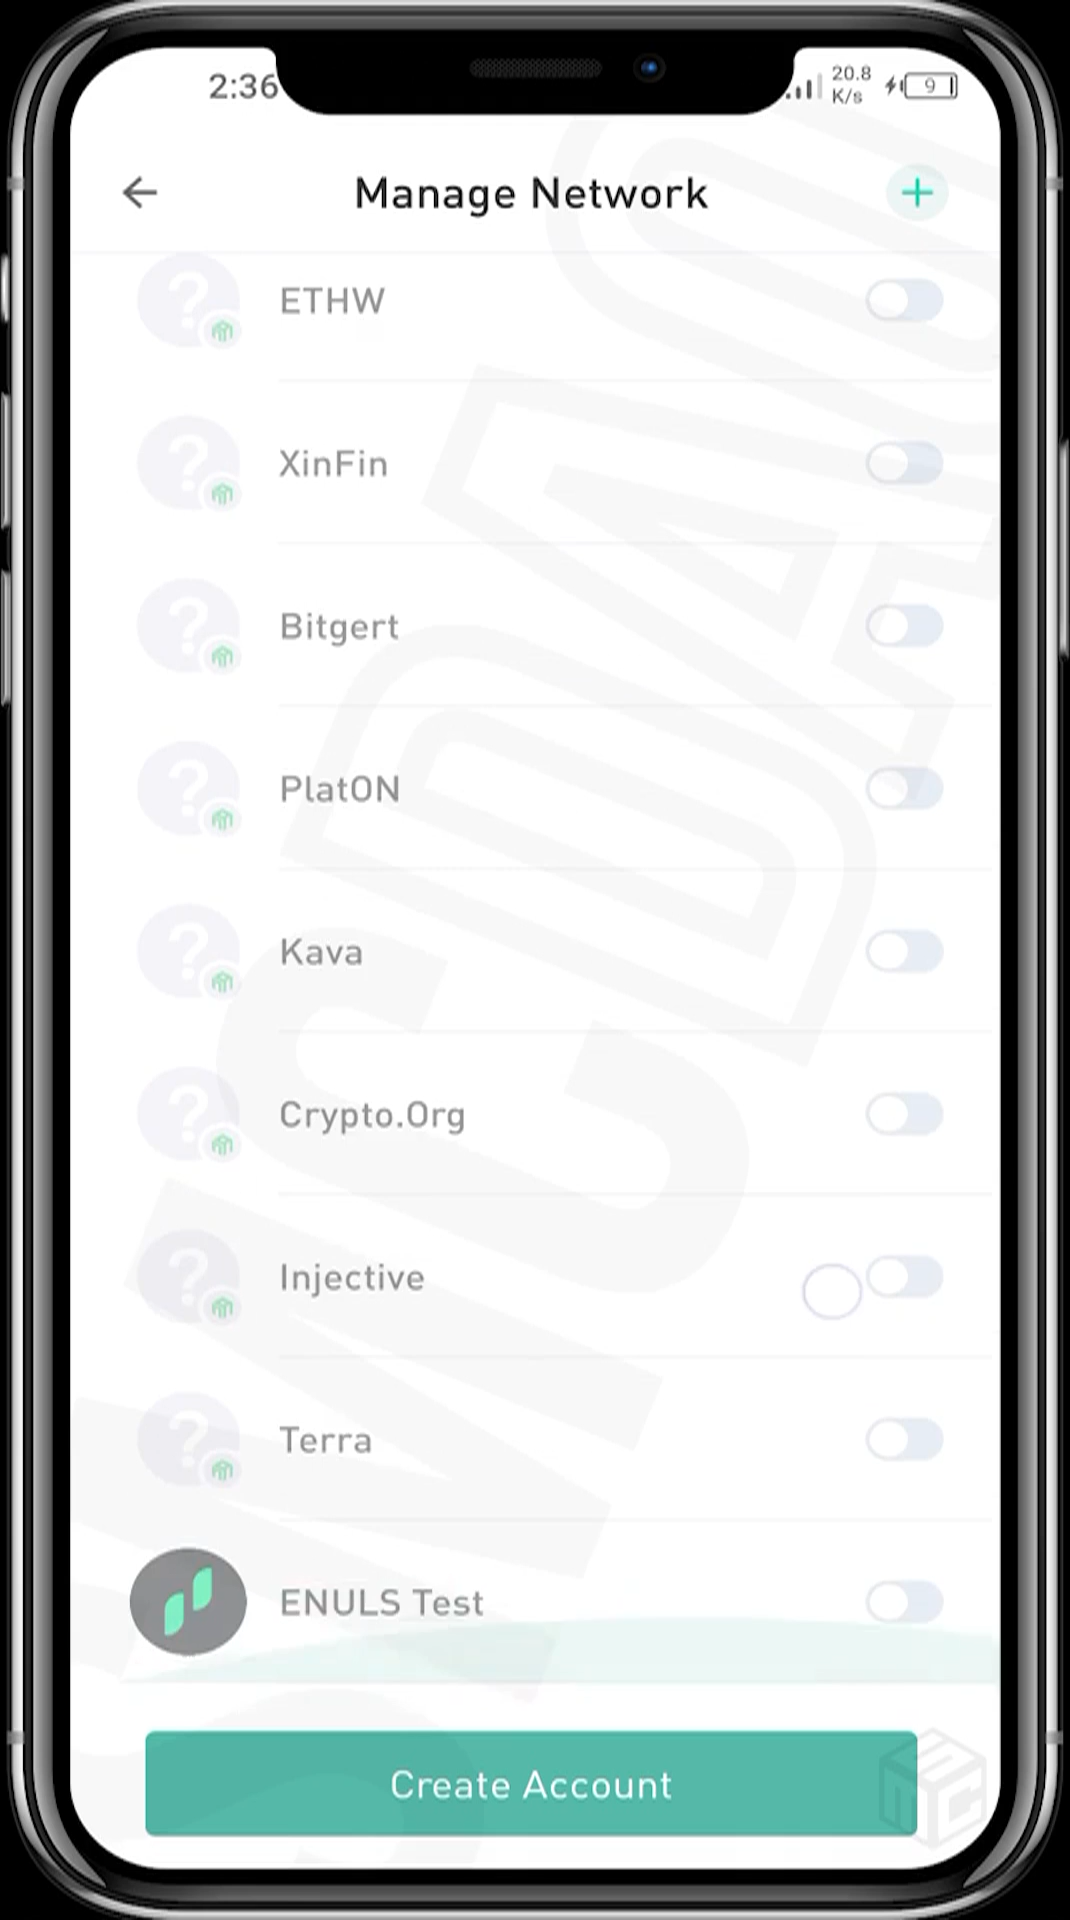 2:36
20.8
K/s
9
Manage Network
ETHW
XinFin
Bitgert
PlatON
Kava
Crypto.Org
Injective
Terra
ENULS Test
Create Account